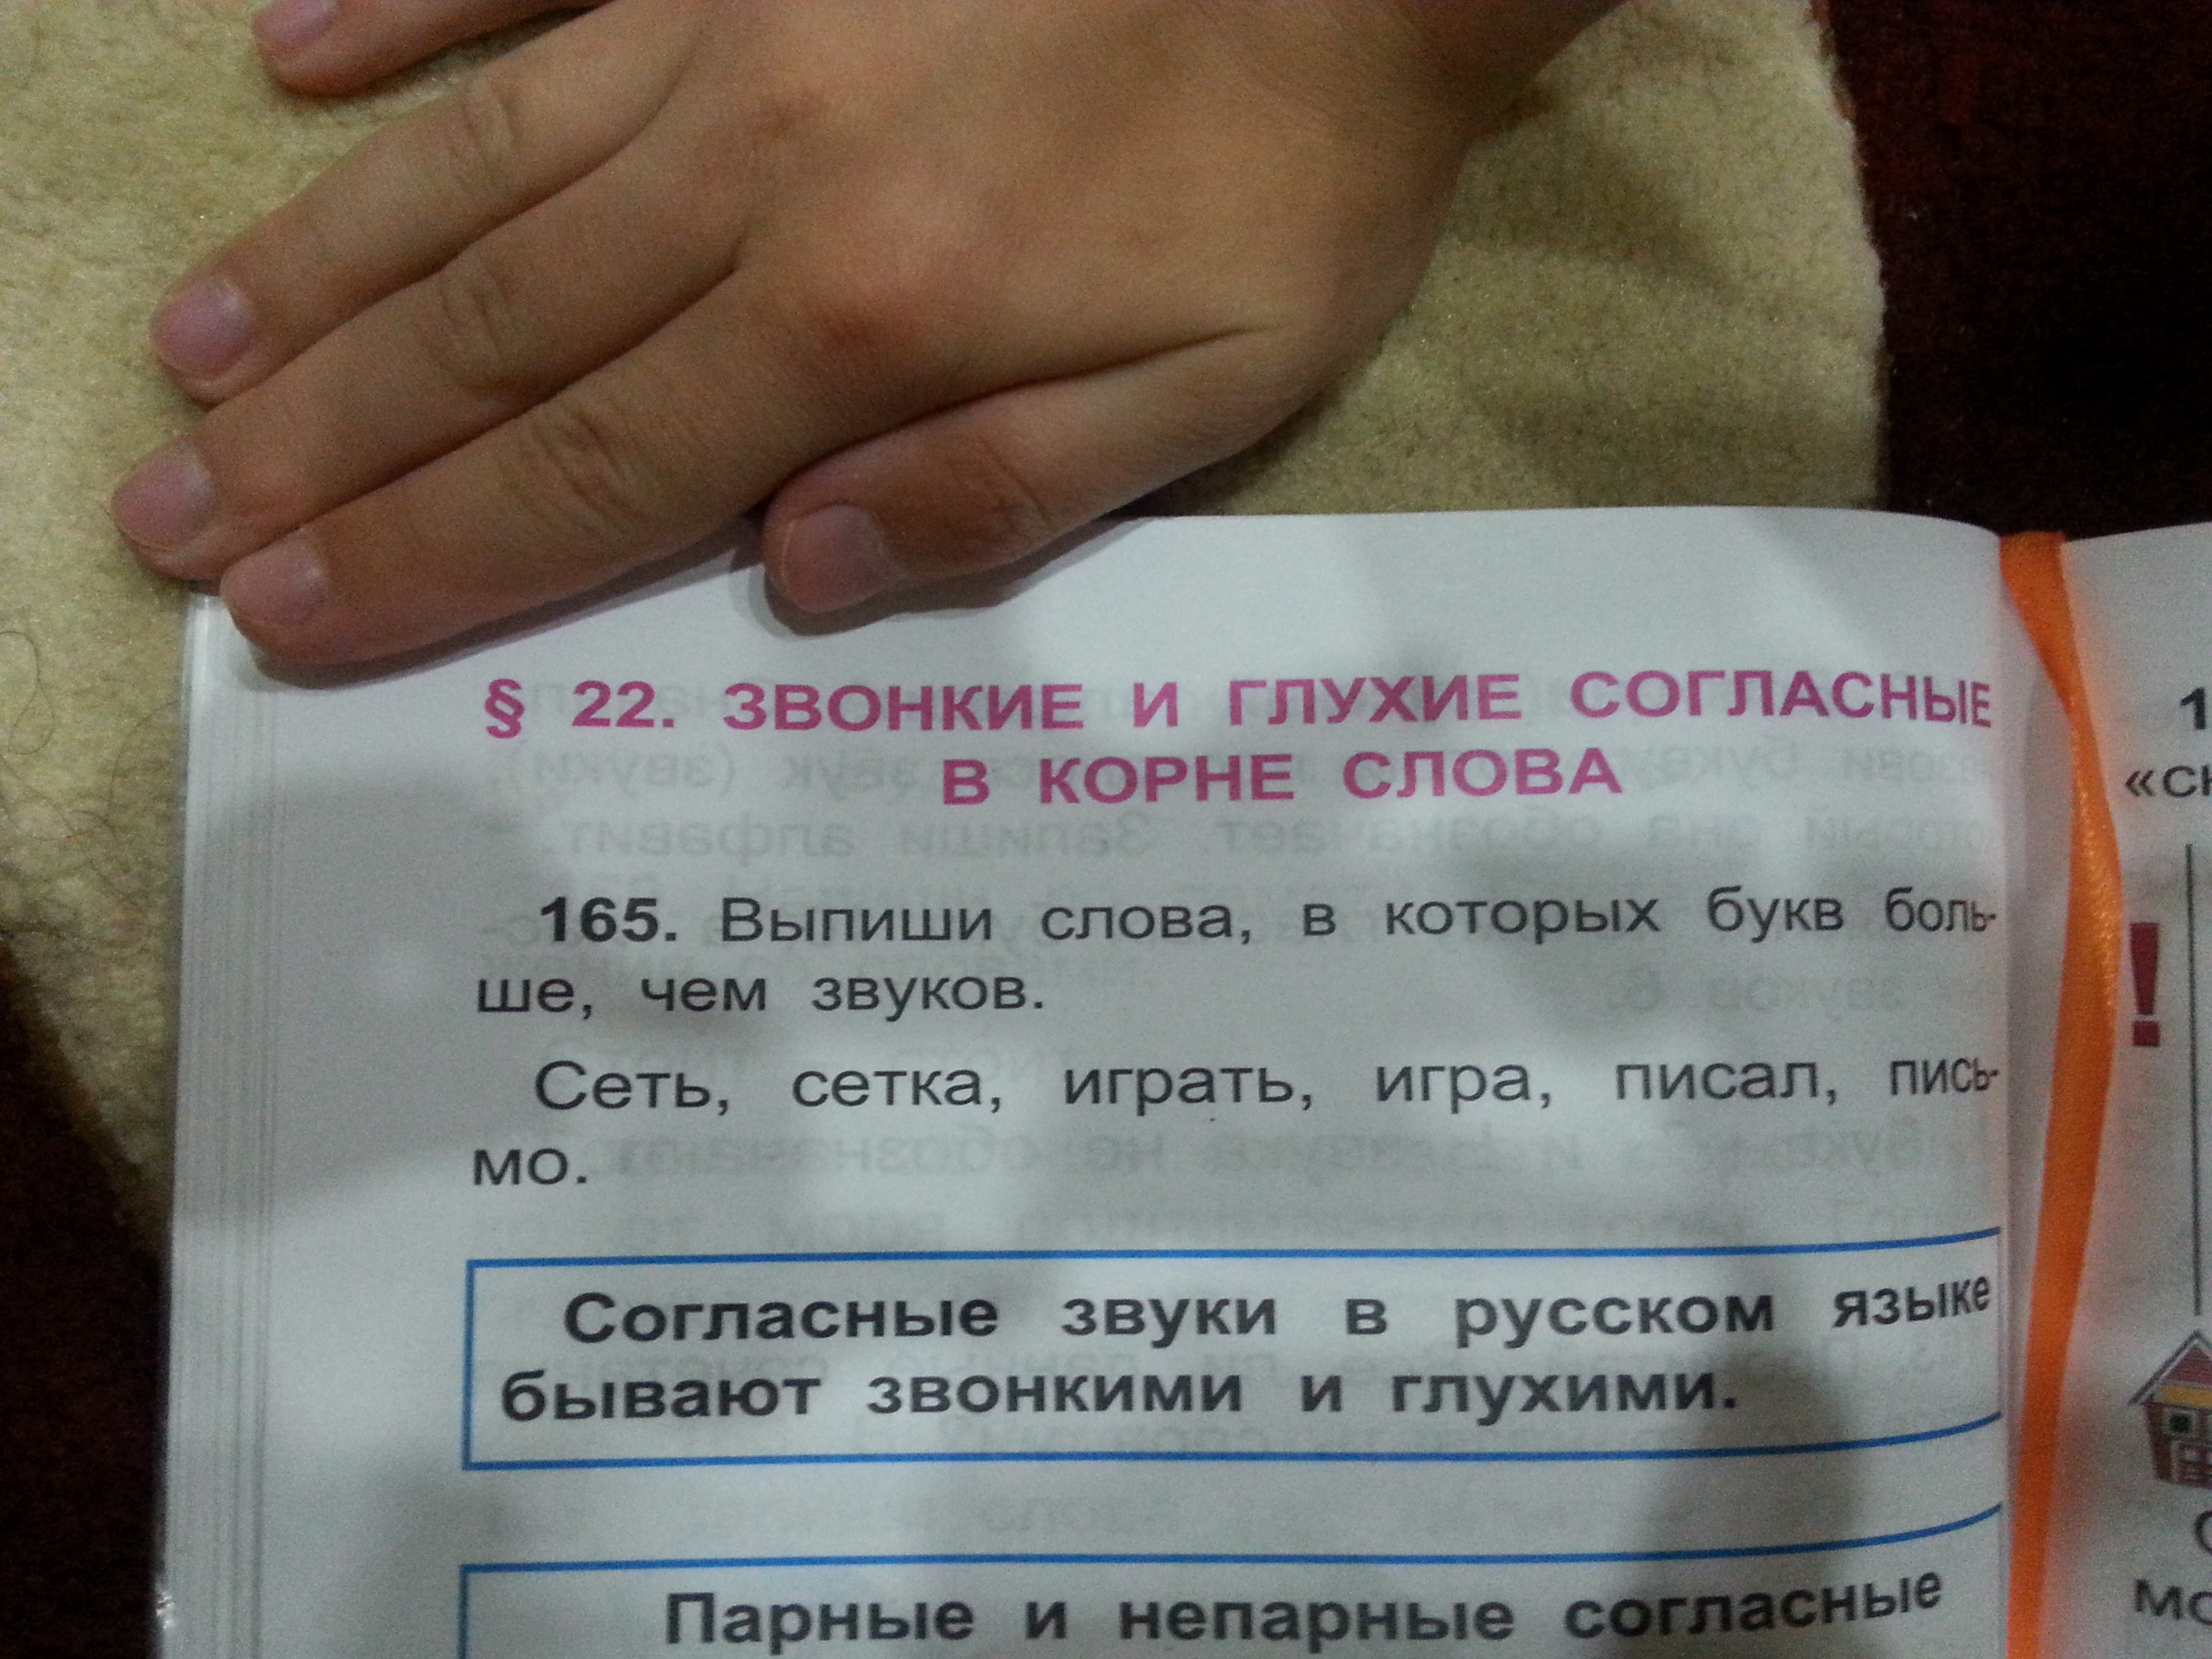 § 22. ЗВОНКИЕ И ГЛУХИЕ СОГЛАСНЫЕ
В КОРНЕ СЛОВА
165. Выпиши слова, в которых букв боль-
ше, чем звуков.
Сеть, сетка, играть, игра, писал, пись-
мо.
Согласные звуки в русском языке
бывают звонкими и глухими.
Парные и непарные согласные
1
!